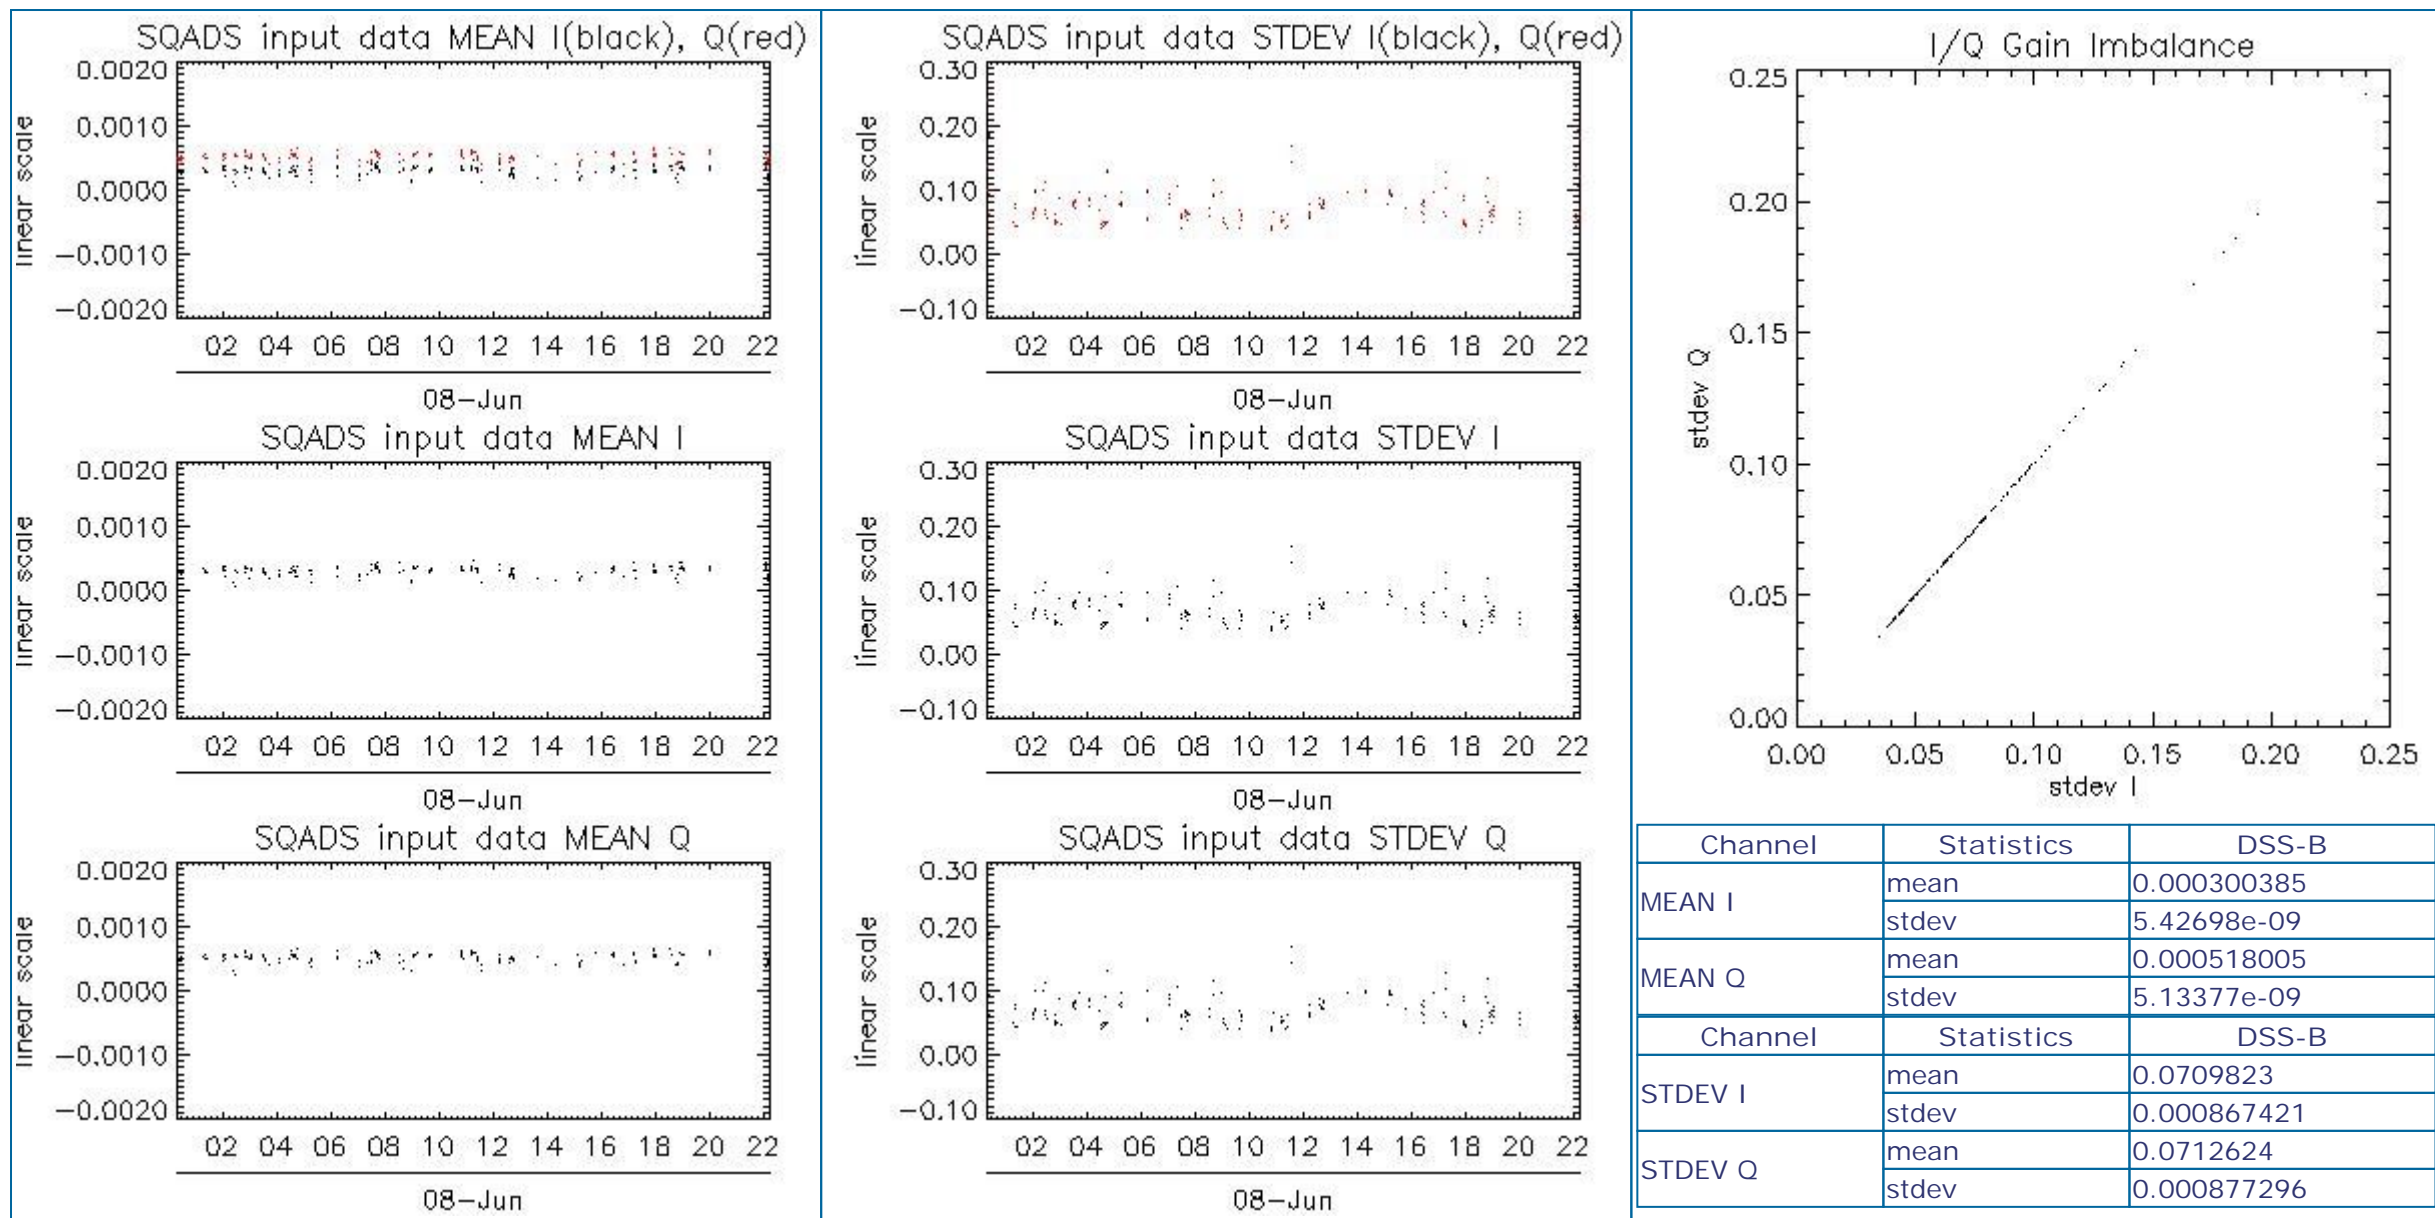 SQADS input data MEAN I(black), Q(red)
0.0020
0.0010
0.0000
−0.0010
−0.0020
linear scale
02 04 06 08 10 12 14 16 18 20 22
08−Jun
SQADS input data MEAN I
0.0020
0.0010
0.0000
−0.0010
−0.0020
linear scale
02 04 06 08 10 12 14 16 18 20 22
08−Jun
SQADS input data MEAN Q
0.0020
0.0010
0.0000
−0.0010
−0.0020
linear scale
02 04 06 08 10 12 14 16 18 20 22
08−Jun
SQADS input data STDEV I(black), Q(red)
0.30
0.20
0.10
0.00
−0.10
linear scale
02 04 06 08 10 12 14 16 18 20 22
08−Jun
SQADS input data STDEV I
0.30
0.20
0.10
0.00
−0.10
linear scale
02 04 06 08 10 12 14 16 18 20 22
08−Jun
SQADS input data STDEV Q
0.30
0.20
0.10
0.00
−0.10
linear scale
02 04 06 08 10 12 14 16 18 20 22
08−Jun
I/Q Gain Imbalance
0.25
0.20
0.15
0.10
0.05
0.00
stdev Q
0.00 0.05 0.10 0.15 0.20 0.25
stdev I
Channel Statistics DSS-B
MEAN I mean 0.000300385
stdev 5.42698e-09
MEAN Q mean 0.000518005
stdev 5.13377e-09
Channel Statistics DSS-B
STDEV I mean 0.0709823
stdev 0.000867421
STDEV Q mean 0.0712624
stdev 0.000877296